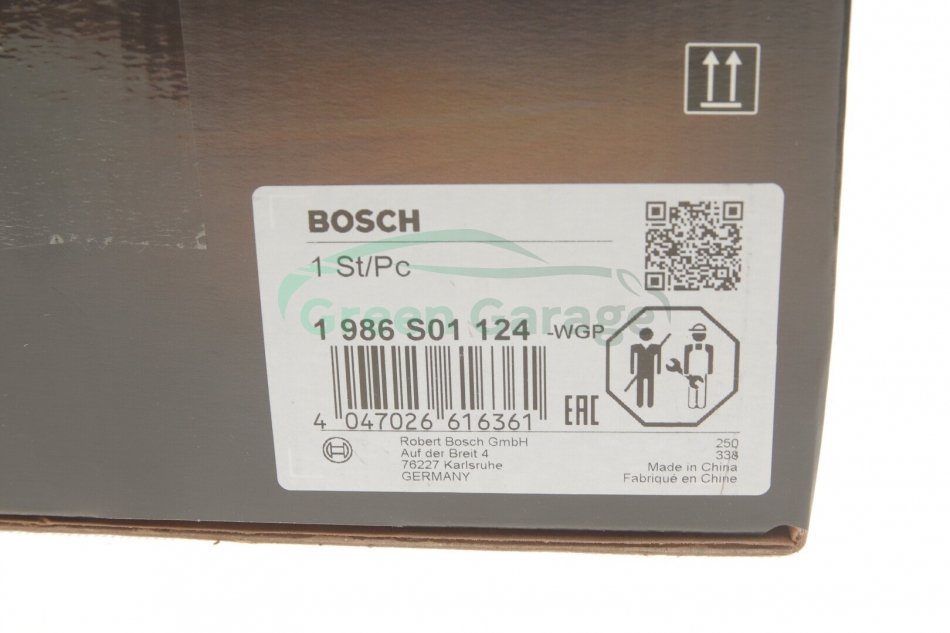 BOSCH
1 St/Pc
Green Garage
1 986 S01 124 -WGP
4 047026 616361
EAC
Robert Bosch GmbH
Auf der Breit 4
76227 Karlsruhe
GERMANY
250
338
Made in China
Fabriqué en Chine